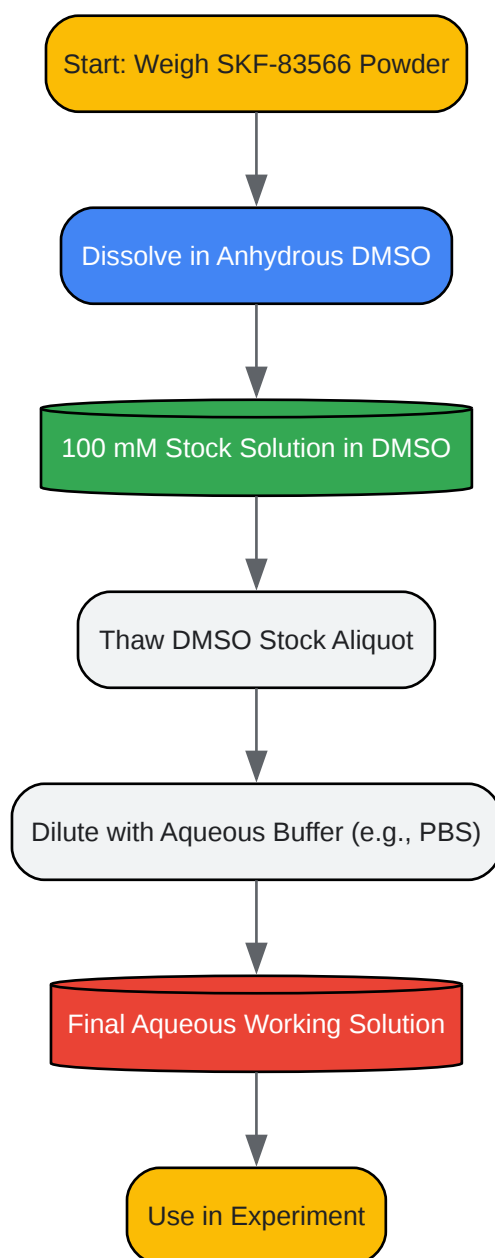 Start: Weigh SKF-83566 Powder
Dissolve in Anhydrous DMSO
100 mM Stock Solution in DMSO
Thaw DMSO Stock Aliquot
Dilute with Aqueous Buffer (e.g., PBS)
Final Aqueous Working Solution
Use in Experiment